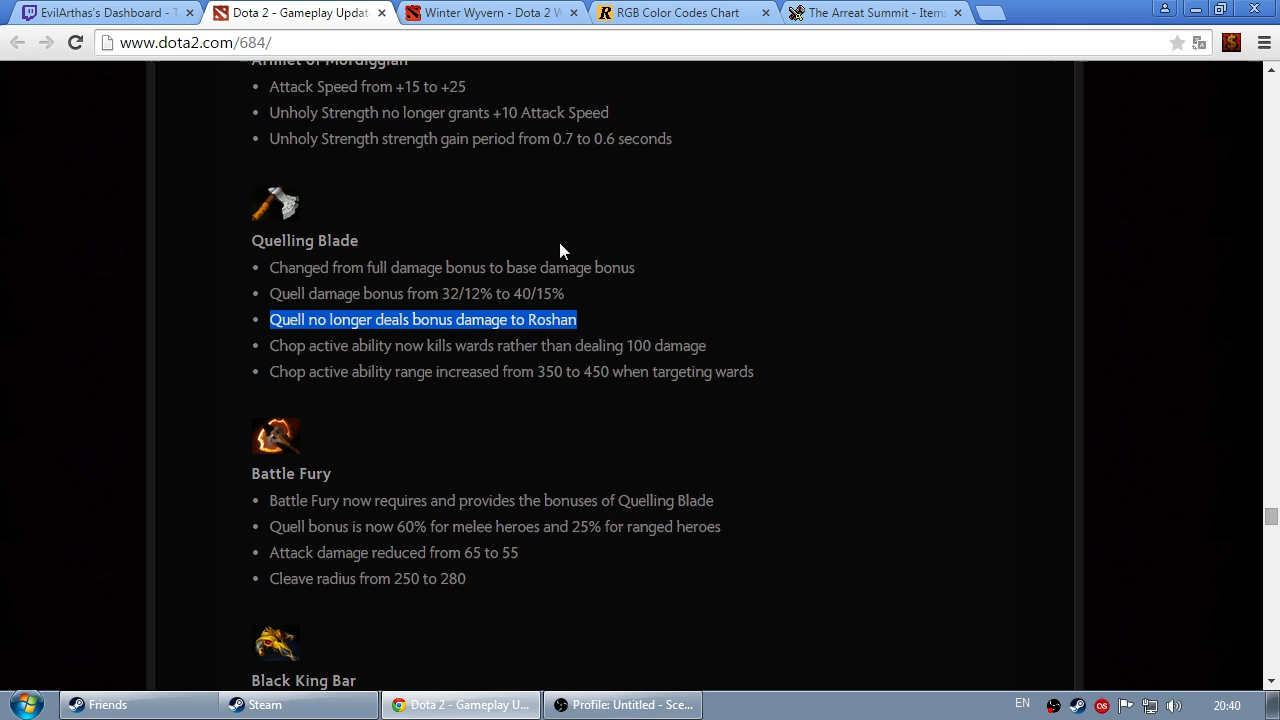 EvilArthas's Dashboard - T
Dota 2 - Gameplay Updat
Winter Wyvern - Dota 2 W
RGB Color Codes Chart
The Arreat Summit - Item
www.dota2.com/684/
Armlet of Mordiggian
Attack Speed from +15 to +25
Unholy Strength no longer grants +10 Attack Speed
Unholy Strength strength gain period from 0.7 to 0.6 seconds
Quelling Blade
Changed from full damage bonus to base damage bonus
Quell damage bonus from 32/12% to 40/15%
Quell no longer deals bonus damage to Roshan
Chop active ability now kills wards rather than dealing 100 damage
Chop active ability range increased from 350 to 450 when targeting wards
Battle Fury
Battle Fury now requires and provides the bonuses of Quelling Blade
Quell bonus is now 60% for melee heroes and 25% for ranged heroes
Attack damage reduced from 65 to 55
Cleave radius from 250 to 280
Black King Bar
Friends
Steam
Dota 2 - Gameplay U...
Profile: Untitled - Sce...
EN
20:40